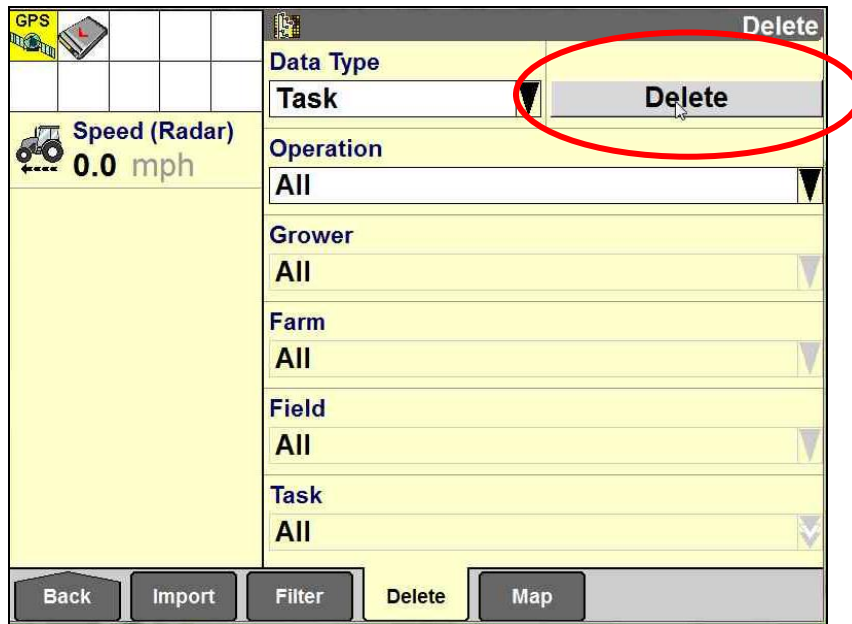 GPS
L
Delete
Data Type
Task
Delete
Speed (Radar)
0.0 mph
Operation
All
Grower
All
Farm
All
Field
All
Task
All
Back Import Filter Delete Map